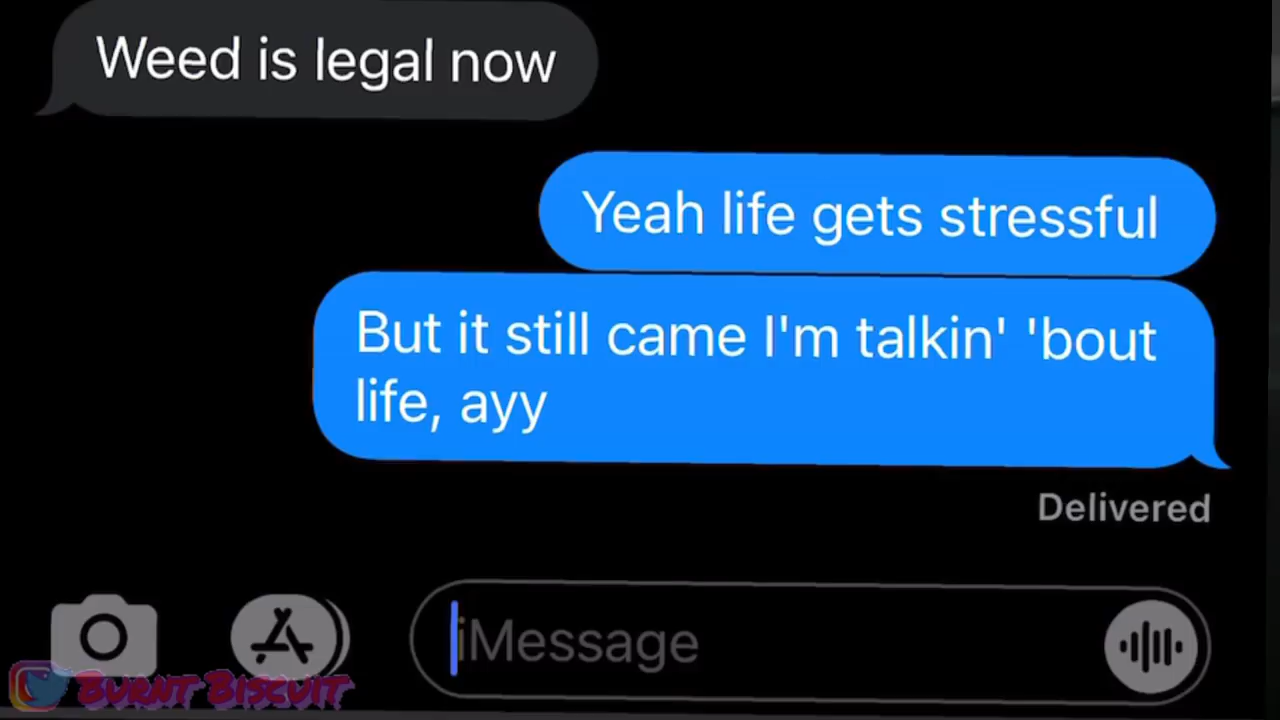 Weed is legal now
Yeah life gets stressful
But it still came I'm talkin' 'bout
life, ayy
Delivered
iMessage
Burnt Biscuit